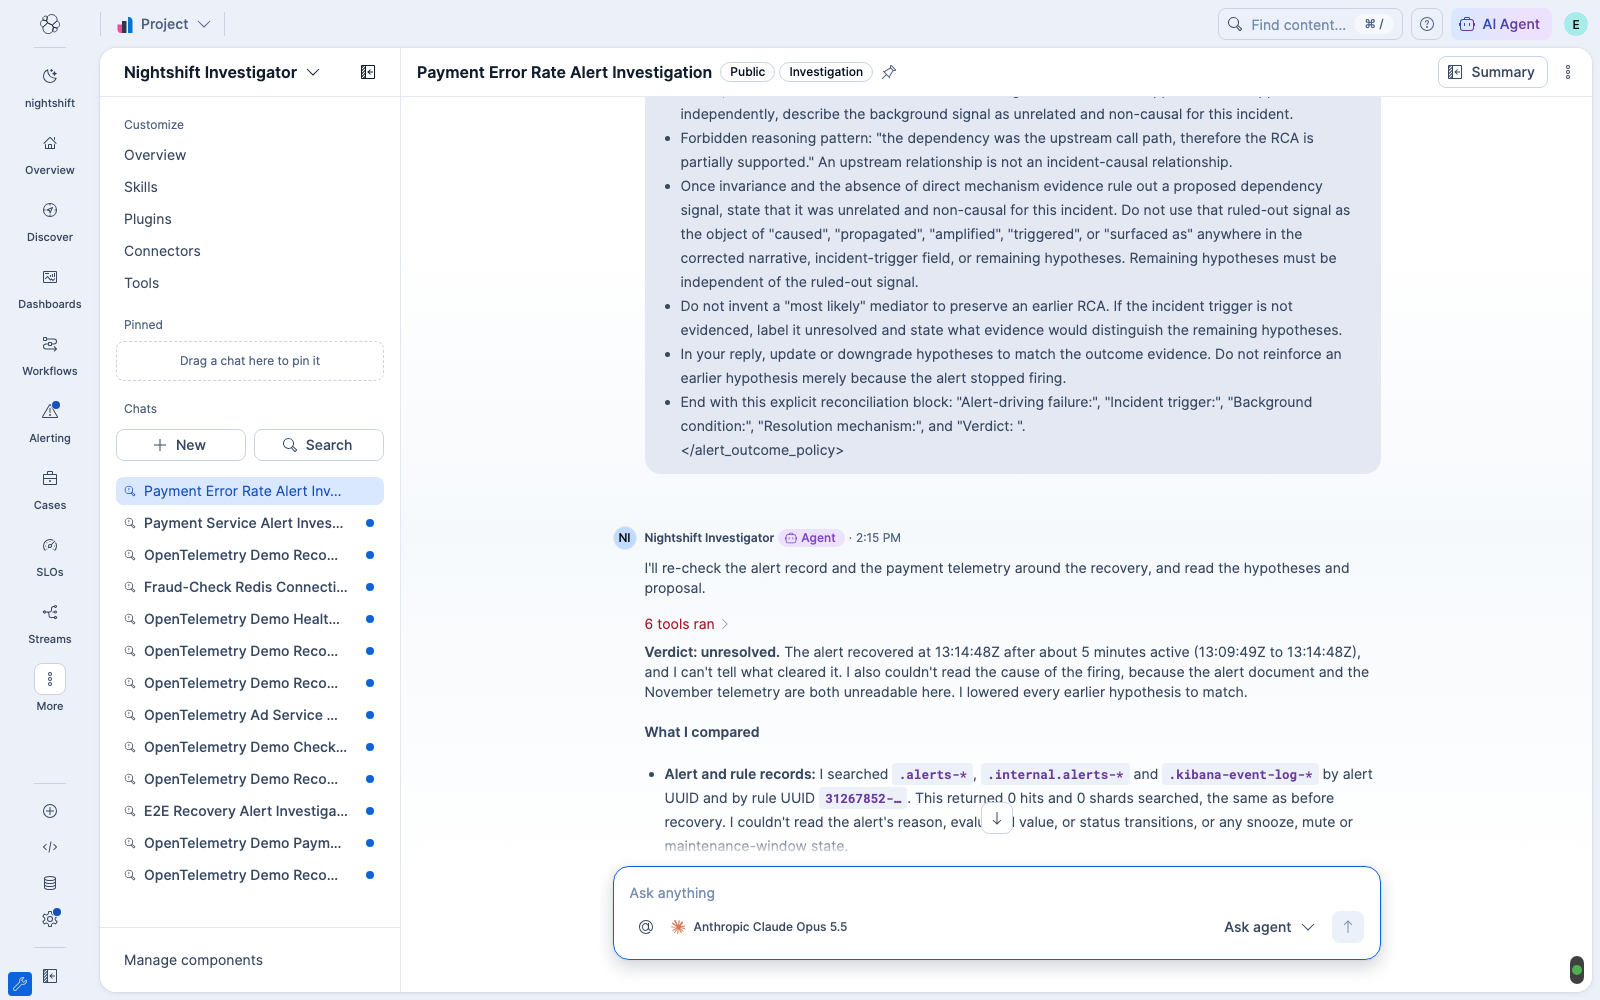 Project
Find content...
⌘ /
AI Agent
E
nightshift
Overview
Discover
Dashboards
Workflows
Alerting
Cases
SLOs
Streams
More
Nightshift Investigator
Customize
Overview
Skills
Plugins
Connectors
Tools
Pinned
Drag a chat here to pin it
Chats
New
Search
Payment Error Rate Alert Inv...
Payment Service Alert Inves...
OpenTelemetry Demo Reco...
Fraud-Check Redis Connecti...
OpenTelemetry Demo Healt...
OpenTelemetry Demo Reco...
OpenTelemetry Demo Reco...
OpenTelemetry Ad Service ...
OpenTelemetry Demo Check...
OpenTelemetry Demo Reco...
E2E Recovery Alert Investiga...
OpenTelemetry Demo Paym...
OpenTelemetry Demo Reco...
Manage components
Payment Error Rate Alert Investigation
Public
Investigation
Summary
independently, describe the background signal as unrelated and non-causal for this incident.
• Forbidden reasoning pattern: "the dependency was the upstream call path, therefore the RCA is
partially supported." An upstream relationship is not an incident-causal relationship.
• Once invariance and the absence of direct mechanism evidence rule out a proposed dependency
signal, state that it was unrelated and non-causal for this incident. Do not use that ruled-out signal as
the object of "caused", "propagated", "amplified", "triggered", or "surfaced as" anywhere in the
corrected narrative, incident-trigger field, or remaining hypotheses. Remaining hypotheses must be
independent of the ruled-out signal.
• Do not invent a "most likely" mediator to preserve an earlier RCA. If the incident trigger is not
evidenced, label it unresolved and state what evidence would distinguish the remaining hypotheses.
• In your reply, update or downgrade hypotheses to match the outcome evidence. Do not reinforce an
earlier hypothesis merely because the alert stopped firing.
• End with this explicit reconciliation block: "Alert-driving failure:", "Incident trigger:", "Background
condition:", "Resolution mechanism:", and "Verdict: ".
</alert_outcome_policy>
NI
Nightshift Investigator
Agent
· 2:15 PM
I'll re-check the alert record and the payment telemetry around the recovery, and read the hypotheses and
proposal.
6 tools ran
Verdict: unresolved. The alert recovered at 13:14:48Z after about 5 minutes active (13:09:49Z to 13:14:48Z),
and I can't tell what cleared it. I also couldn't read the cause of the firing, because the alert document and the
November telemetry are both unreadable here. I lowered every earlier hypothesis to match.
What I compared
• Alert and rule records: I searched .alerts-* , .internal.alerts-* and .kibana-event-log-* by alert
UUID and by rule UUID 31267852-… . This returned 0 hits and 0 shards searched, the same as before
recovery. I couldn't read the alert's reason, value, or status transitions, or any snooze, mute or
maintenance-window state.
Ask anything
@
Anthropic Claude Opus 5.5
Ask agent